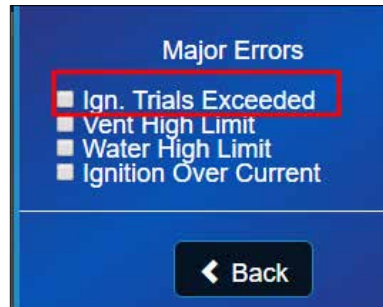 Major Errors
Ign. Trials Exceeded
Vent High Limit
Water High Limit
Ignition Over Current
Back